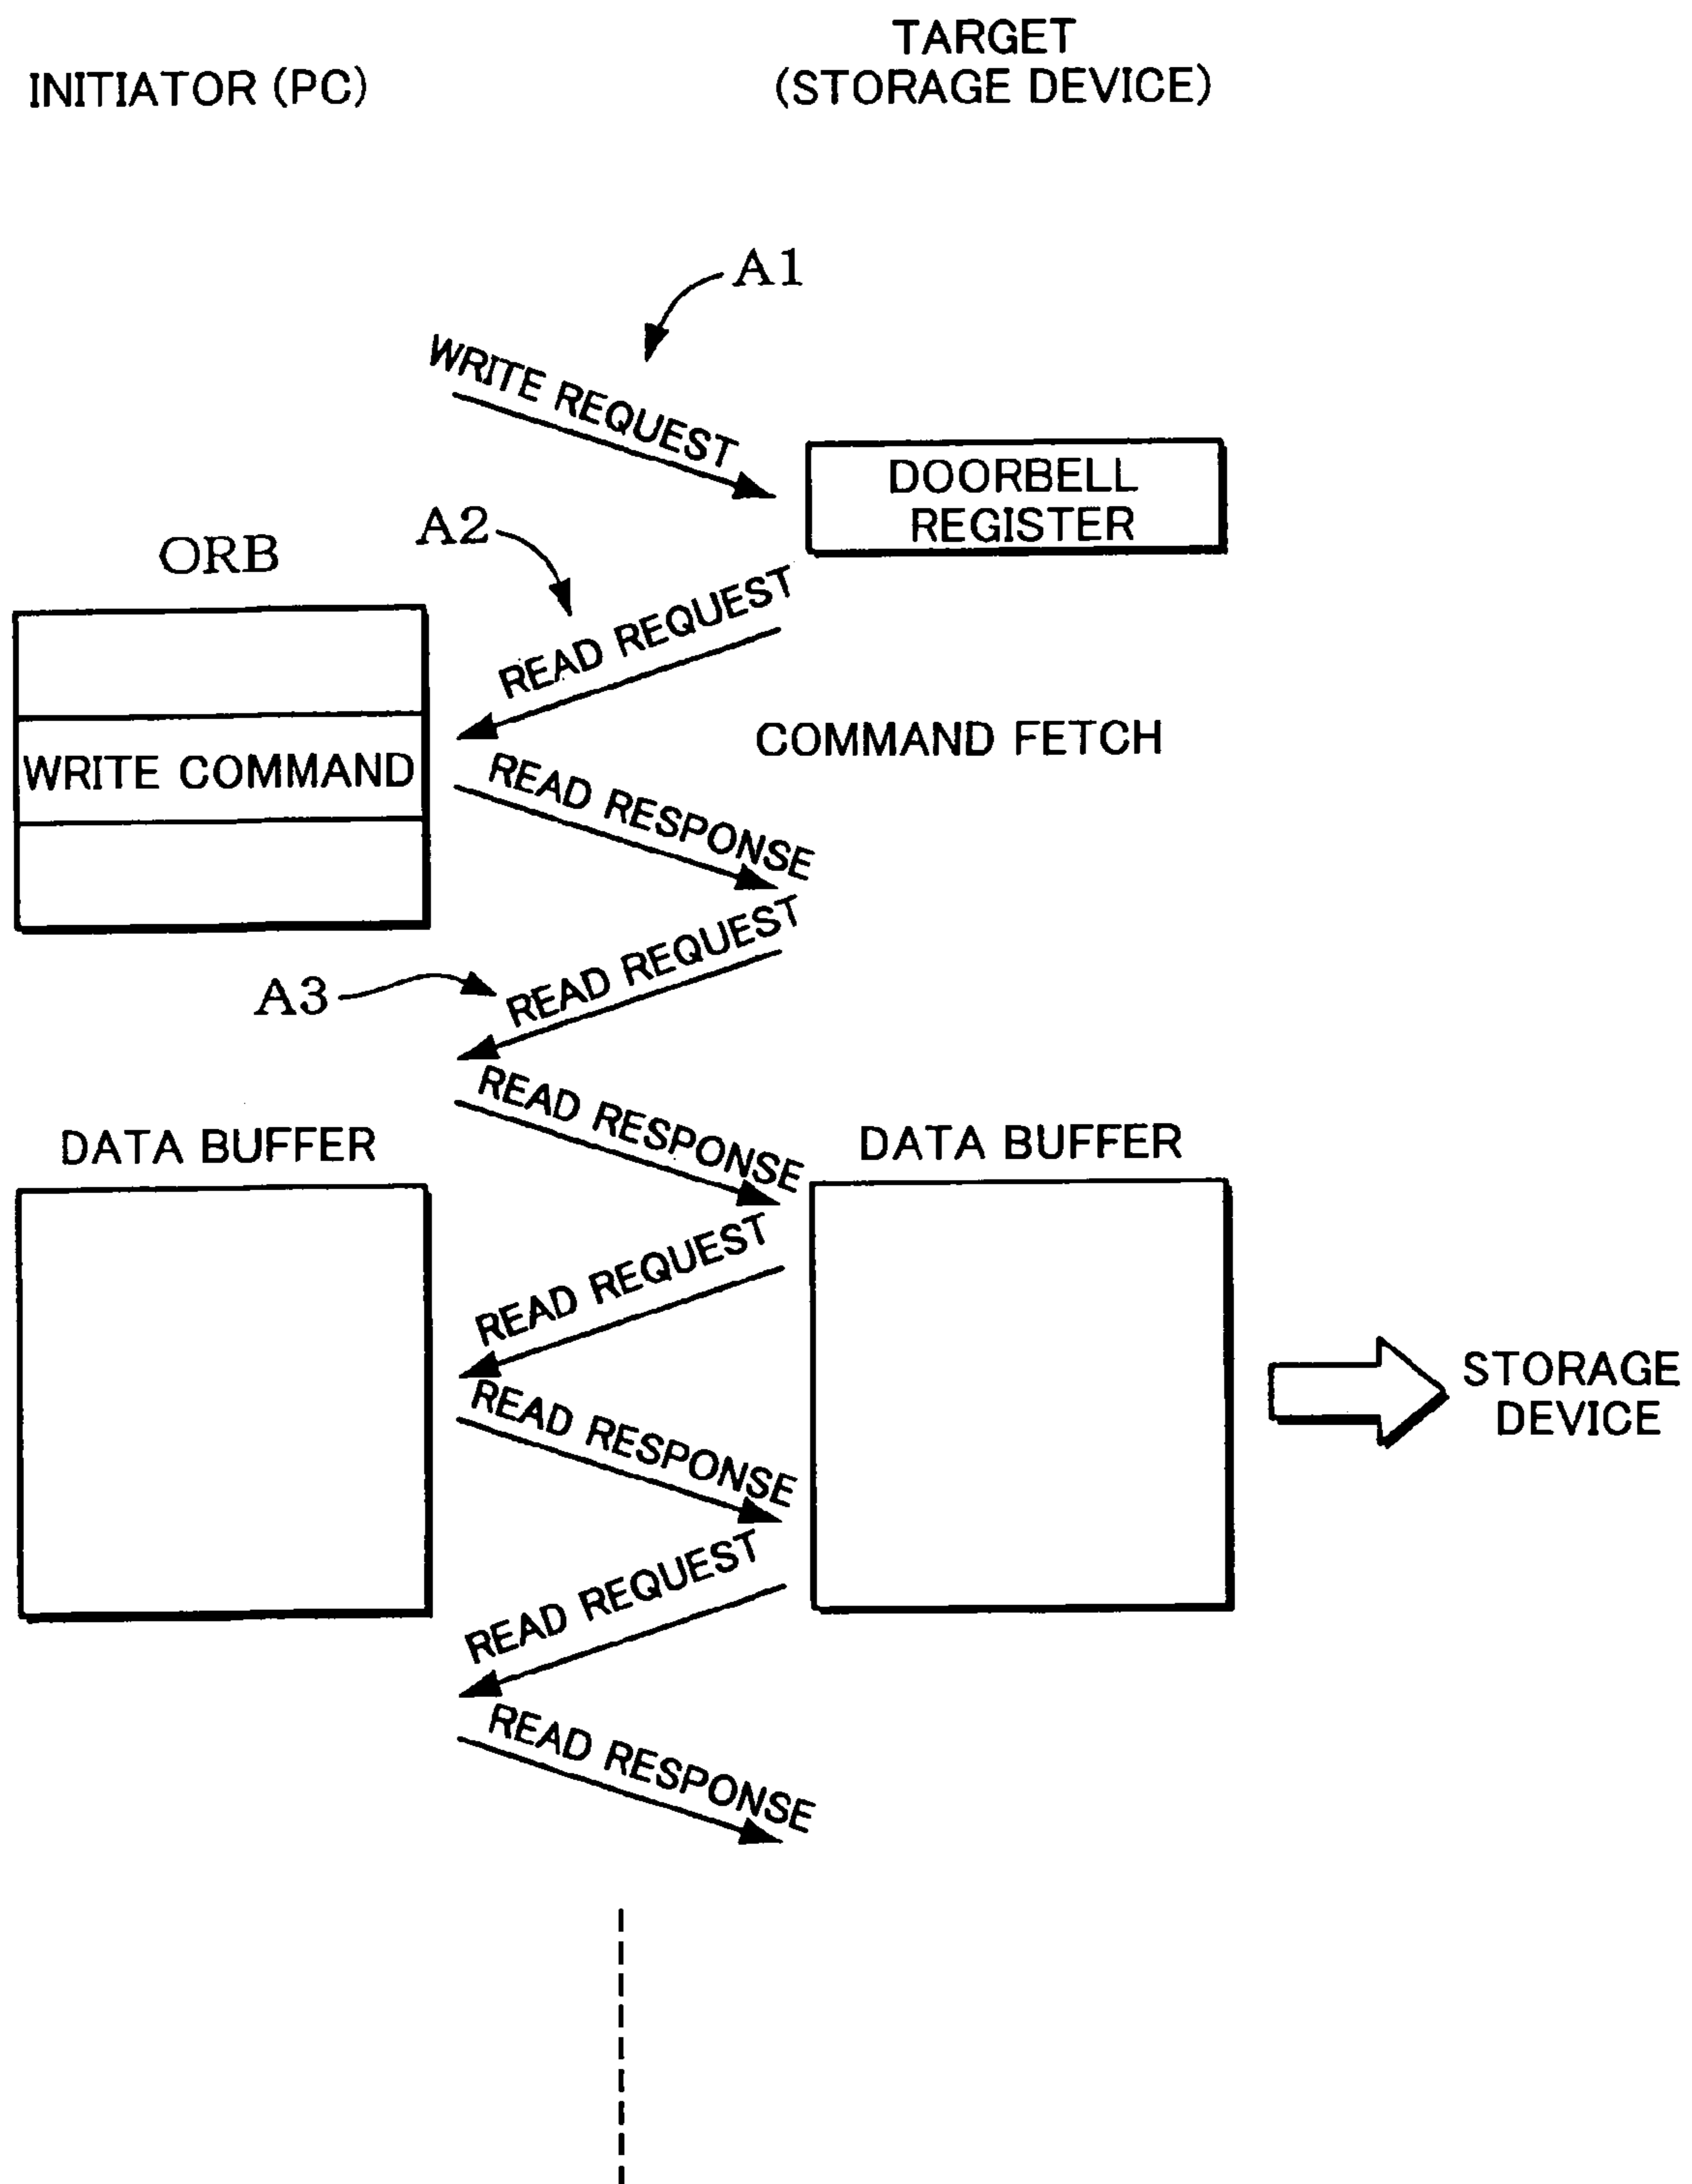 INITIATOR (PC)
TARGET
(STORAGE DEVICE)
A1
WRITE REQUEST
DOORBELL
REGISTER
A2
ORB
READ REQUEST
COMMAND FETCH
WRITE COMMAND
READ RESPONSE
READ REQUEST
A3
READ RESPONSE
DATA BUFFER
DATA BUFFER
READ REQUEST
STORAGE
DEVICE
READ RESPONSE
READ REQUEST
READ RESPONSE